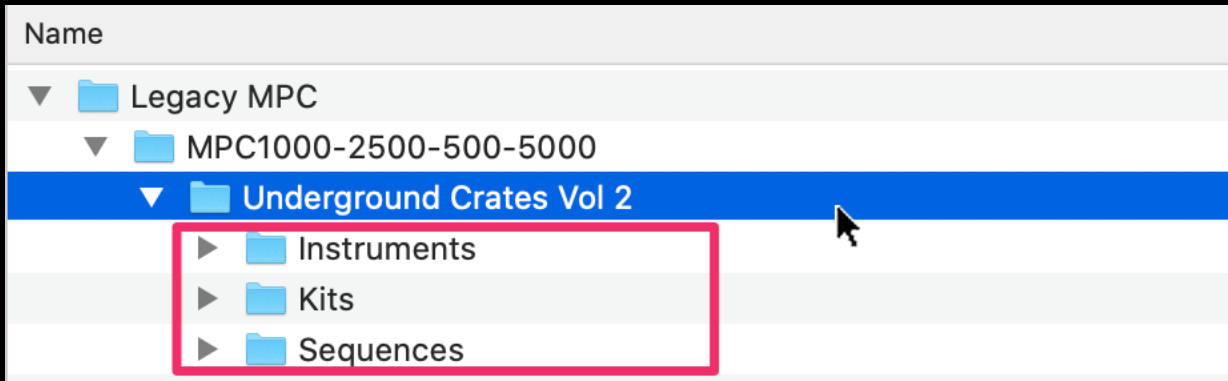 Name
Legacy MPC
MPC1000-2500-500-5000
Underground Crates Vol 2
Instruments
Kits
Sequences